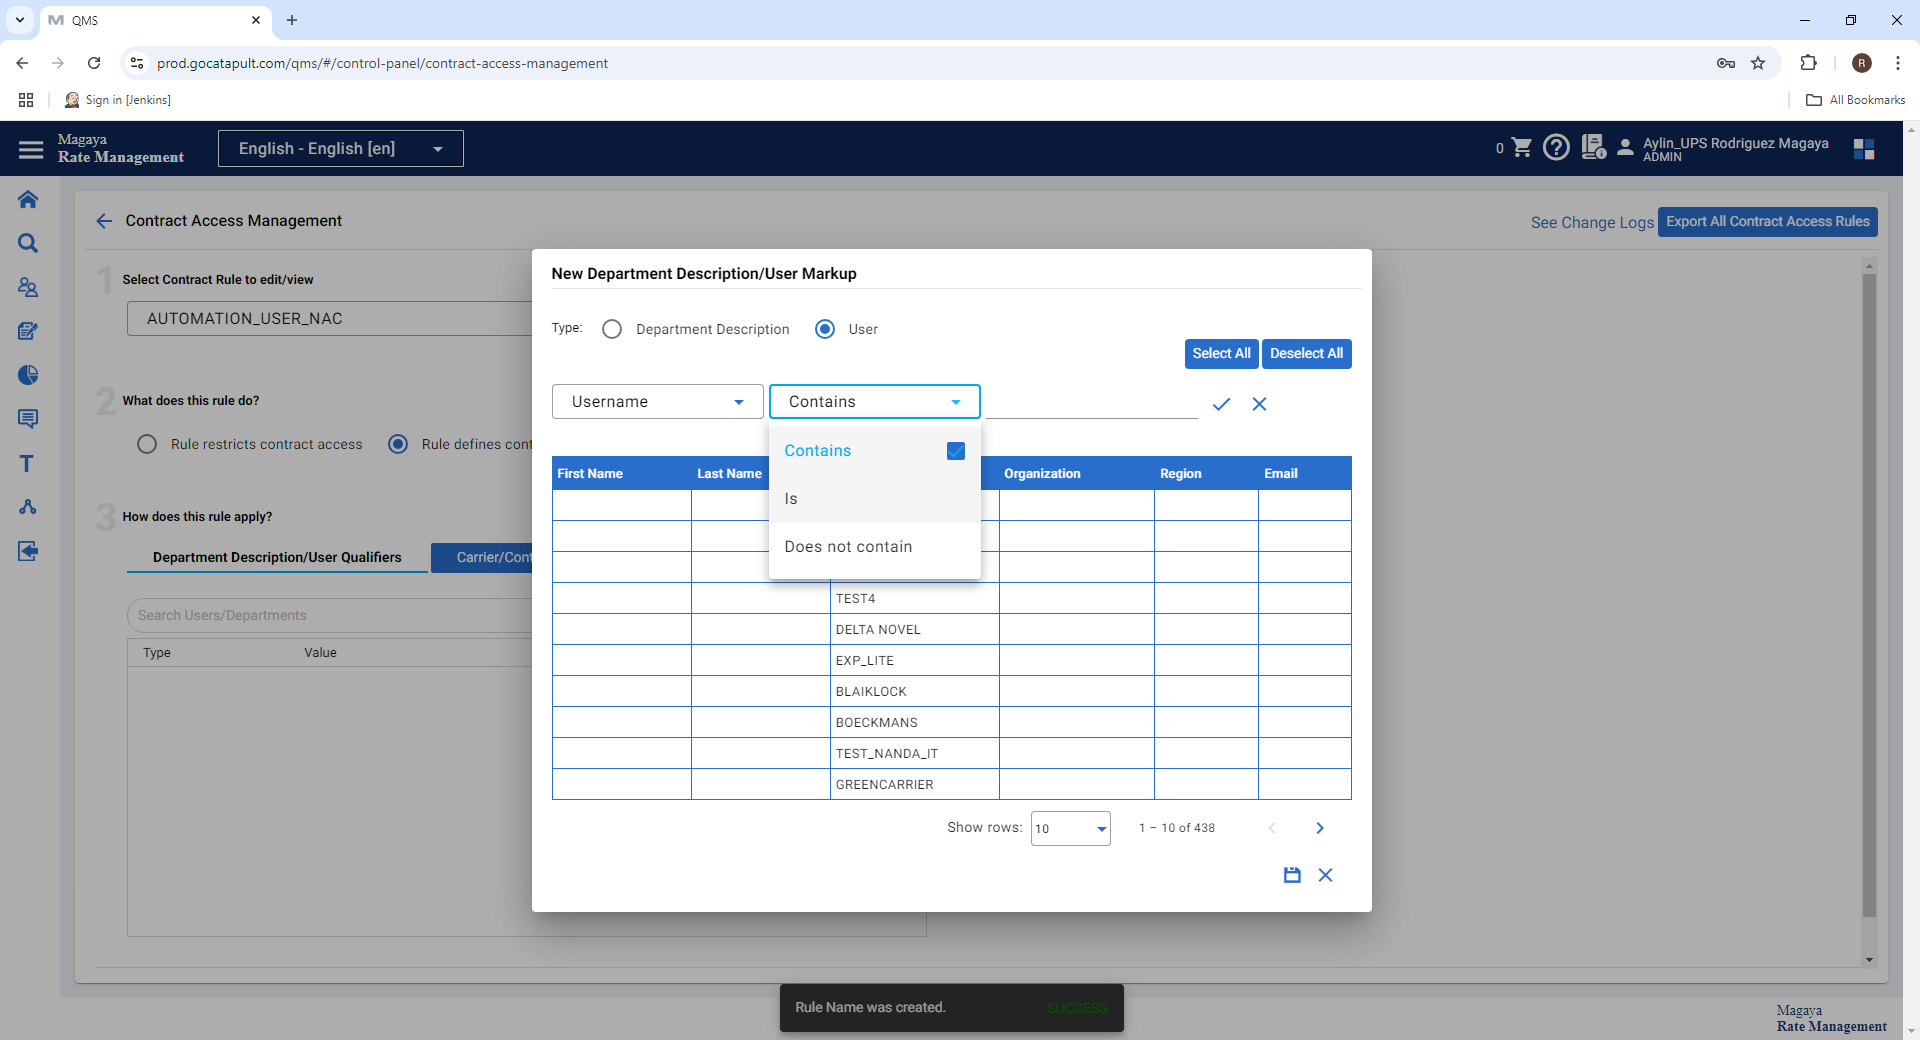 QMS
prod.gocatapult.com/qms/#/control-panel/contract-access-management
R
Sign in [Jenkins]
All Bookmarks
Magaya
Rate Management
English - English [en]
0
Aylin_UPS Rodriguez Magaya
ADMIN
Contract Access Management
See Change Logs
Export All Contract Access Rules
1
Select Contract Rule to edit/view
AUTOMATION_USER_NAC
2
What does this rule do?
Rule restricts contract access
Rule defines cont
3
How does this rule apply?
Department Description/User Qualifiers
Carrier/Cont
Search Users/Departments
Type
Value
New Department Description/User Markup
Type:
Department Description
User
Select All
Deselect All
Username
Contains
Contains
Is
Does not contain
First Name
Last Name
Organization
Region
Email
TEST4
DELTA NOVEL
EXP_LITE
BLAIKLOCK
BOECKMANS
TEST_NANDA_IT
GREENCARRIER
Show rows:
10
1 – 10 of 438
Rule Name was created.
SUCCESS
Magaya
Rate Management